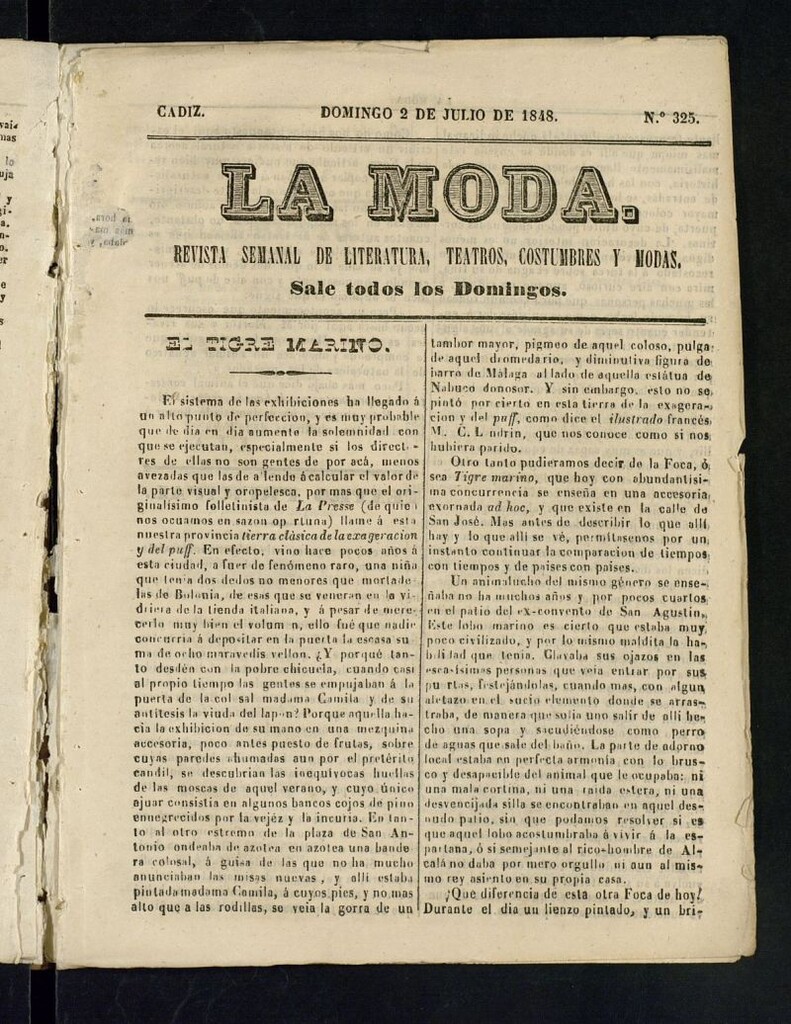 CADIZ.
DOMINGO 2 DE JULIO DE 1848.
N.º 325.
LA MODA.
REVISTA SEMANAL DE LITERATURA, TEATROS, COSTUMBRES Y MODAS.
Sale todos los Domingos.
EL TIGRE MARINO.
El sistema de las exhibiciones ha llegado á
un alto punto de perfeccion, y es muy probable
que de dia en dia aumente la solemnidad con
que se ejecutan, especialmente si los direct-
res de ellas no son gentes de por acá, menos
avezadas que las de a lende á calcular el valor de
la parte visual y oropelesca, por mas que el ori-
ginalísimo folletinista de La Presse (de quie
nos ocuamos en sazon op rtuna) llame á esta
nuestra provincia tierra clásica de la exageracion
y del puff. En efecto, vino hace pocos años á
esta ciudad, a fuer de fenómeno raro, una niña
que tenia dos dedos no menores que mortade-
las de Bolonia, de esas que se veneran en la vi-
driera de la tienda italiana, y á pesar de mere-
cerlo muy bien el volum n, ello fué que nadie
concurria á depositar en la puerta la escasa su
ma de ocho maravedis vellon. ¿Y porqué tan-
to desdén con la pobre chicuela, cuando casi
al propio tiempo las gentes se empujaban á la
puerta de la col sal madama Camila y de su
antítesis la viuda del lapon? Porque aquella ha-
cia la exhibicion de su mano en una mezquina
accesoria, poco antes puesto de frutas, sobre
cuyas paredes ahumadas aun por el pretérito
candil, se descubrian las inequívocas huellas
de las moscas de aquel verano, y cuyo único
ajuar consistia en algunos bancos cojos de pino
ennegrecidos por la vejéz y la incuria. En tan-
to al otro estremo de la plaza de San An-
tonio ondeaba de azotea en azotea una bande
ra colosal, á guisa de las que no ha mucho
anunciaban las misas nuevas, y alli estaba
pintada madama Camila, á cuyos pies, y no mas
alto que a las rodillas, se veia la gorra de un
tambor mayor, pigmeo de aquel coloso, pulga
de aquel dromedario, y diminutiva figura de
barro de Málaga al lado de aquella estátua de
Nabuco donosor. Y sin embargo, esto no se
pintó por cierto en esta tierra de la exagera-
cion y del puff, como dice el ilustrado francés
M. C. L ndrin, que nos conoce como si nos
hubiera parido.
Otro tanto pudieramos decir de la Foca, ó
sea Tigre marino, que hoy con abundantísi
ma concurrencia se enseña en una accesoria
exornada ad hoc, y que existe en la calle de
San José. Mas antes de describir lo que alli
hay y lo que alli se vé, permítasenos por un
instante continuar la comparacion de tiempos
con tiempos y de paises con paises.
Un animalucho del mismo género se ense-
ñaba no ha muchos años y por pocos cuartos
en el patio del ex-convento de San Agustin.
Este lobo marino es cierto que estaba muy
poco civilizado, y por lo mismo maldita la ha-
bilidad que tenia. Clavaba sus ojazos en las
escasísimas personas que veia entrar por sus
pu rtas, festejándolas, cuando mas, con algun
aletazo en el sucio elemento donde se arras-
traba, de manera que solia uno salir de alli he-
cho una sopa y sacudiéndose como perro
de aguas que sale del baño. La parte de adorno
local estaba en perfecta armonía con lo brus-
co y desapacible del animal que le ocupaba: ni
una mala cortina, ni una raida estera, ni una
desvencijada silla se encontraban en aquel des-
nudo patio, sin que podamos resolver si es
que aquel lobo acostumbraba á vivir á la es-
partana, ó si semejante al rico-hombre de Al-
calá no daba por mero orgullo ni aun al mis-
mo rey asiento en su propia casa.
¡Que diferencia de esta otra Foca de hoy!
Durante el dia un lienzo pintado, y un bri-